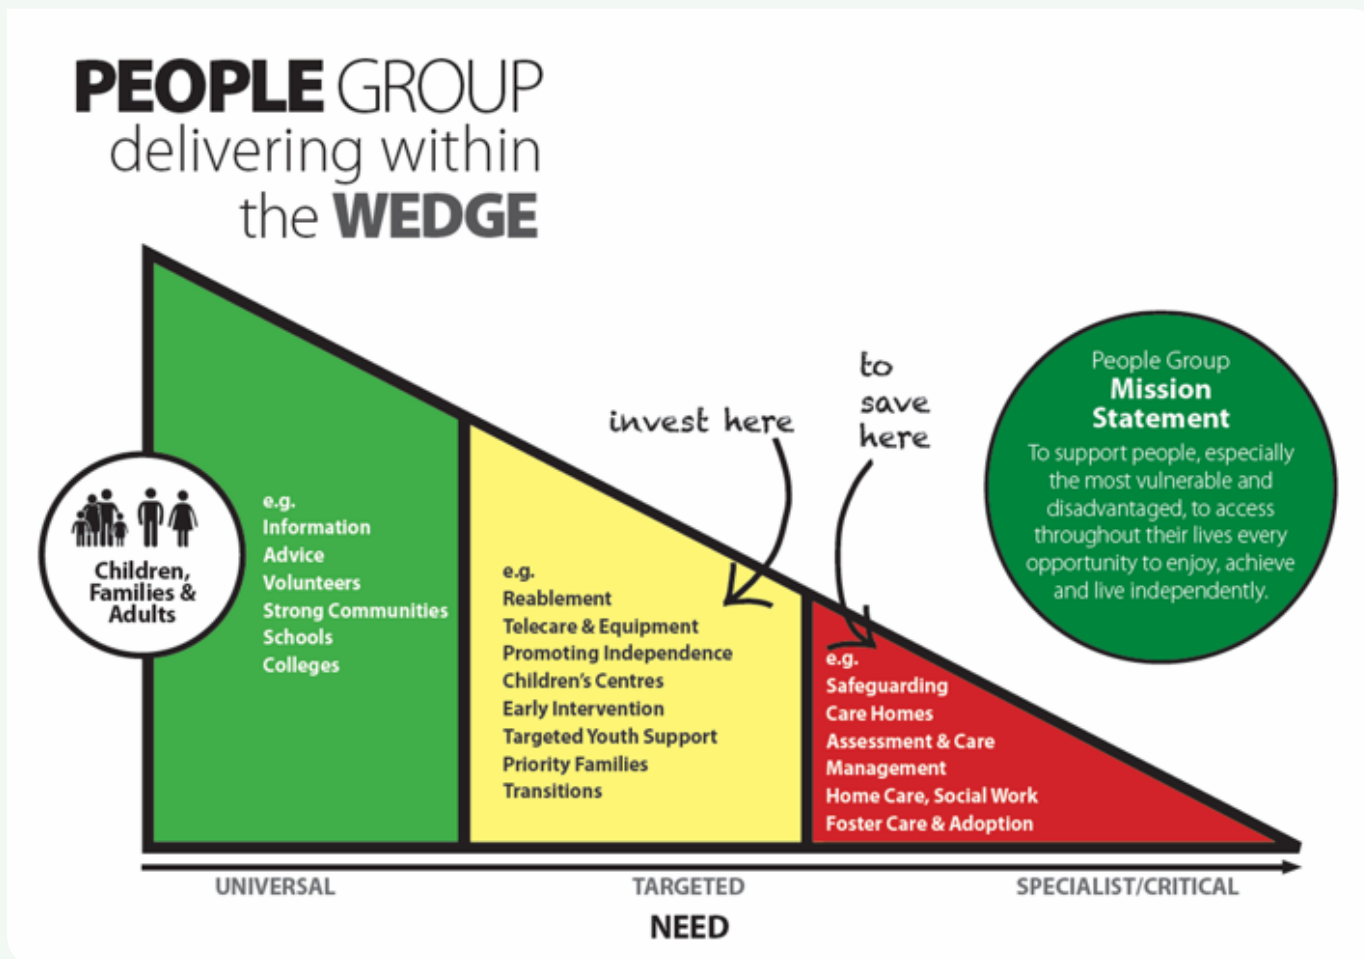 PEOPLE GROUP
delivering within
the WEDGE
Children,
Families &
Adults
e.g.
Information
Advice
Volunteers
Strong Communities
Schools
Colleges
invest here
e.g.
Reablement
Telecare & Equipment
Promoting Independence
Children's Centres
Early Intervention
Targeted Youth Support
Priority Families
Transitions
to
save
here
e.g.
Safeguarding
Care Homes
Assessment & Care
Management
Home Care, Social Work
Foster Care & Adoption
People Group
Mission
Statement
To support people, especially
the most vulnerable and
disadvantaged, to access
throughout their lives every
opportunity to enjoy, achieve
and live independently.
UNIVERSAL
TARGETED
SPECIALIST/CRITICAL
NEED